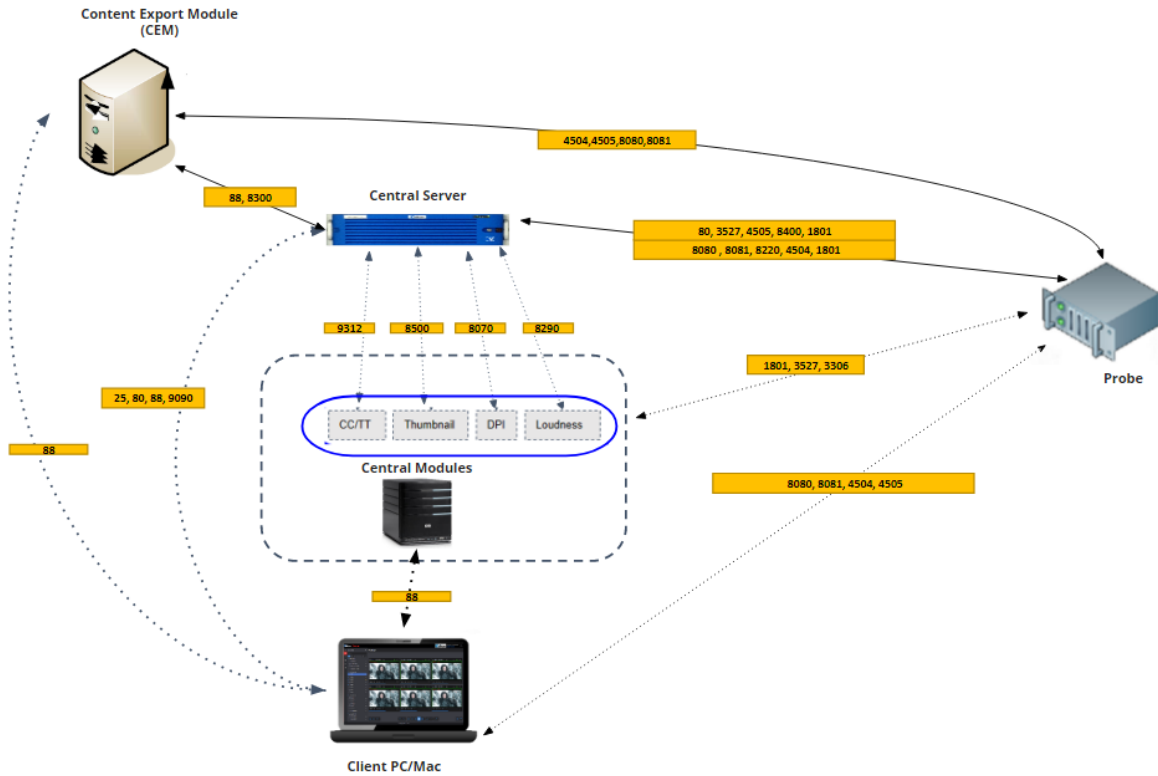 Content Export Module
(CEM)
4504,4505,8080,8081
88, 8300
Central Server
80, 3527, 4505, 8400, 1801
8080 , 8081, 8220, 4504, 1801
9312
8500
8070
8290
1801, 3527, 3306
Probe
25, 80, 88, 9090
CC/TT
Thumbnail
DPI
Loudness
88
Central Modules
8080, 8081, 4504, 4505
88
Client PC/Mac